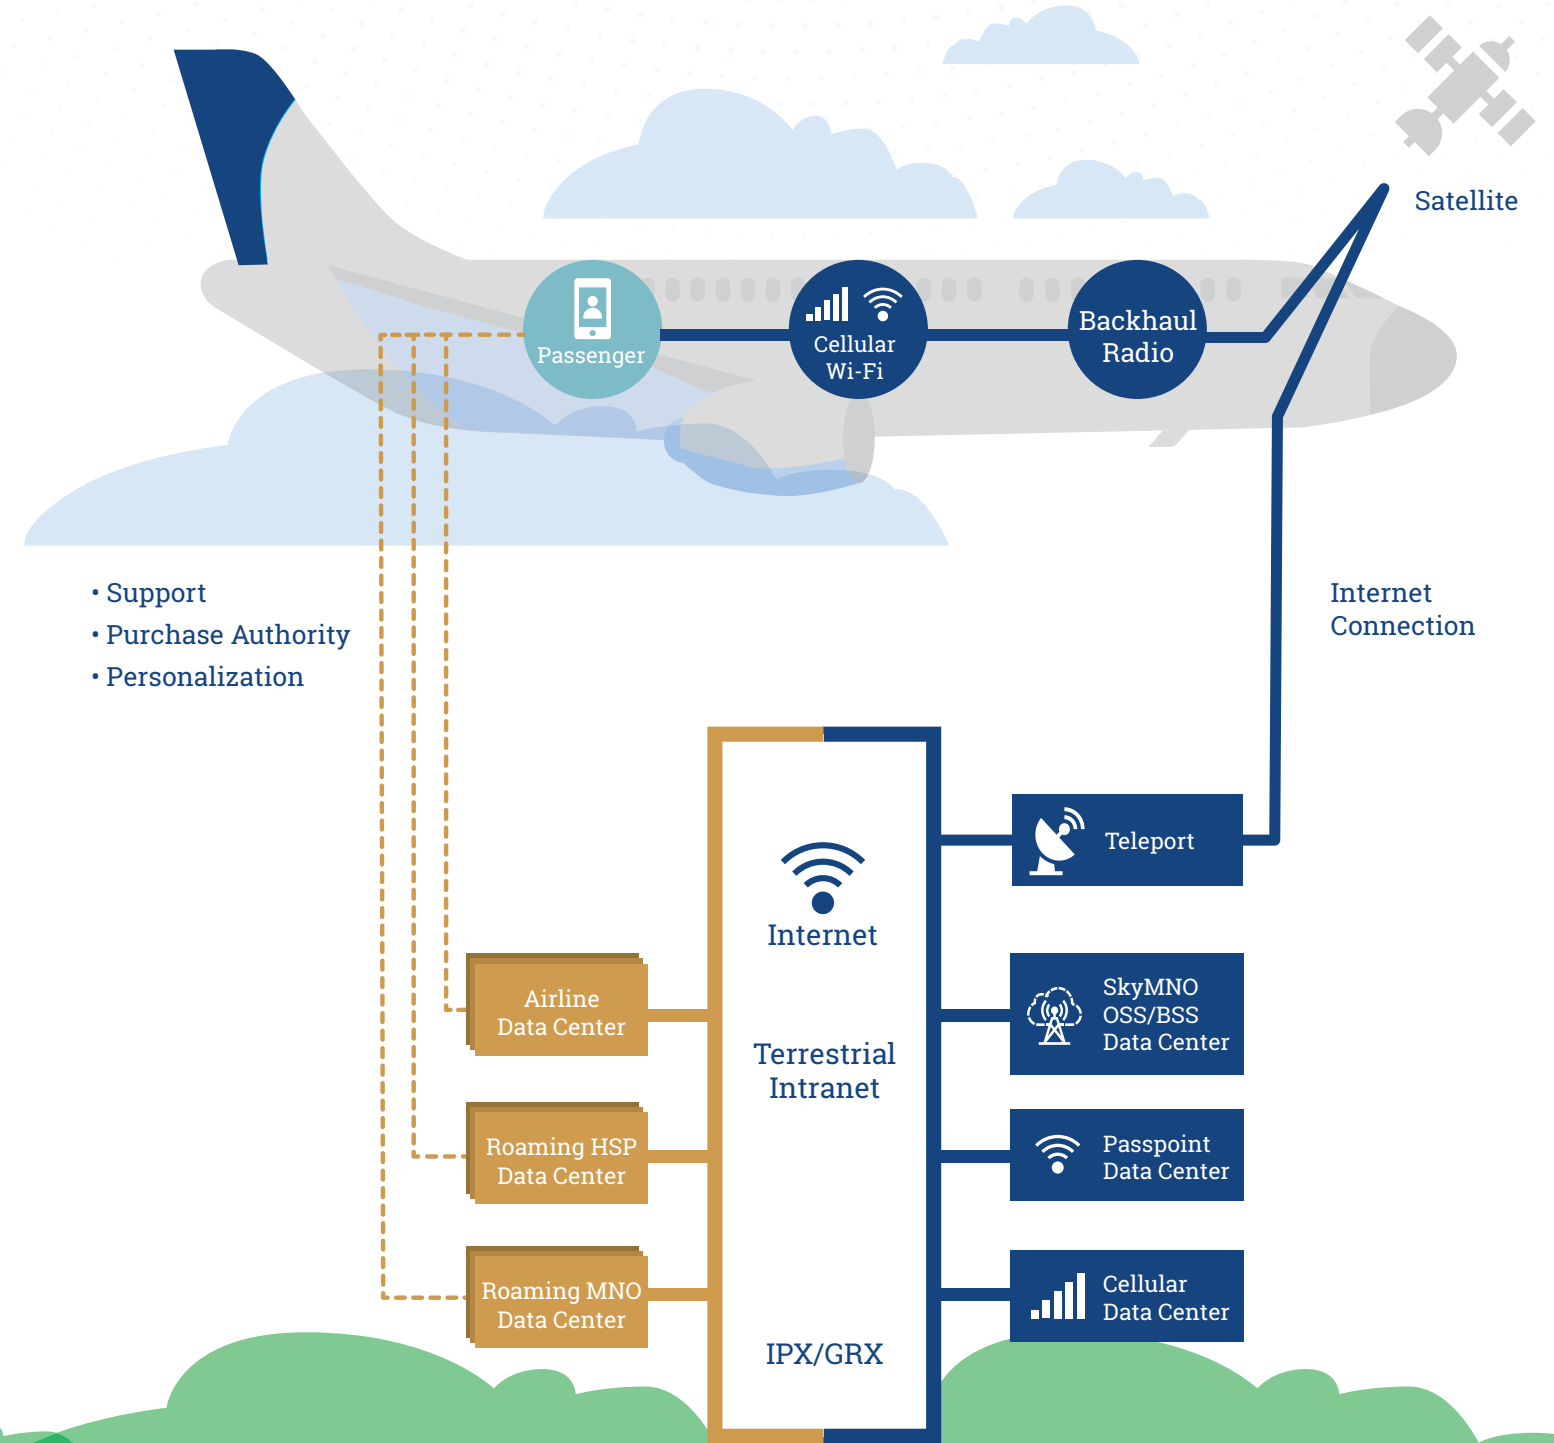 Satellite
Passenger
Cellular
Wi-Fi
Backhaul
Radio
• Support
• Purchase Authority
• Personalization
Internet
Connection
Teleport
Internet
Airline
Data Center
SkyMNO
OSS/BSS
Data Center
Terrestrial
Intranet
Roaming HSP
Data Center
Passpoint
Data Center
Roaming MNO
Data Center
Cellular
Data Center
IPX/GRX